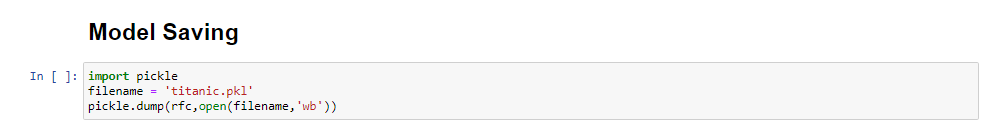 Model Saving
In [ ]: import pickle
filename = 'titanic.pkl'
pickle.dump(rfc,open(filename,'wb'))